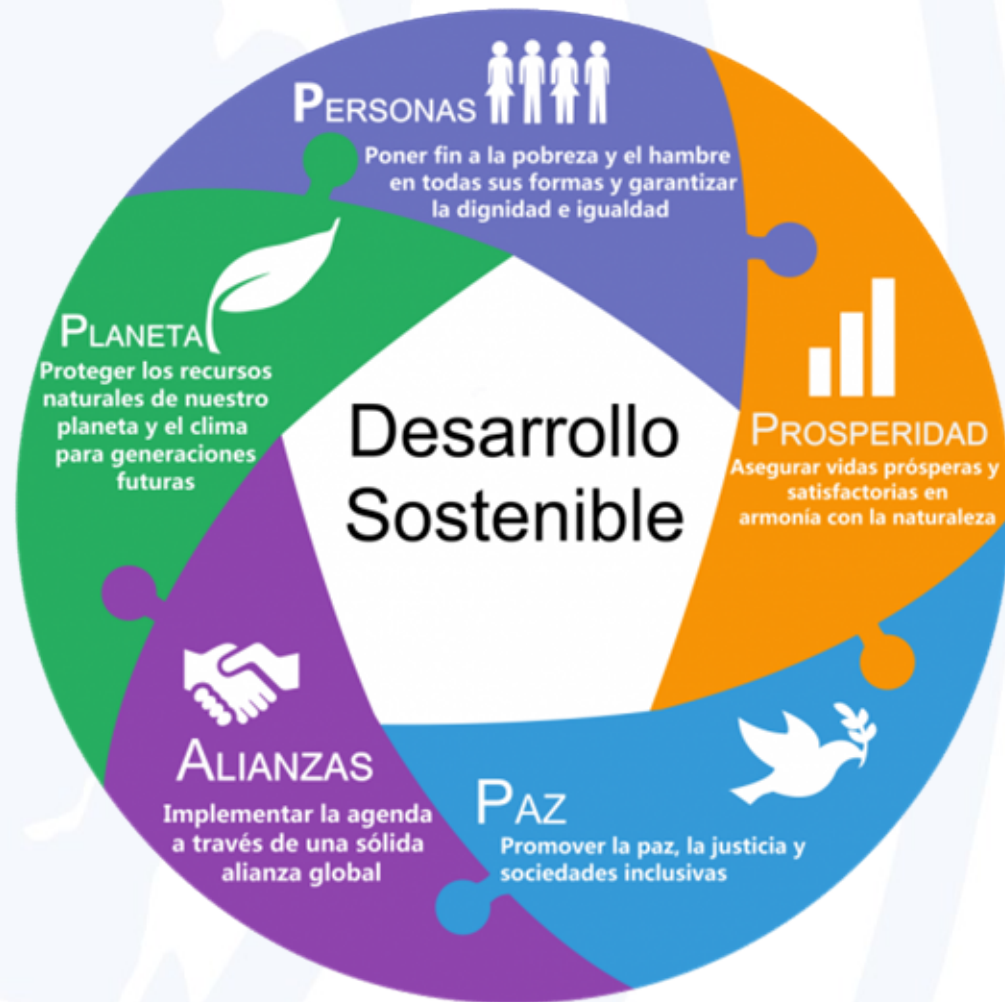 PERSONAS
Poner fin a la pobreza y el hambre
en todas sus formas y garantizar
la dignidad e igualdad
PLANETA
Proteger los recursos
naturales de nuestro
planeta y el clima
para generaciones
futuras
Desarrollo
Sostenible
PROSPERIDAD
Asegurar vidas prósperas y
satisfactorias en
armonía con la naturaleza
ALIANZAS
Implementar la agenda
a través de una sólida
alianza global
PAZ
Promover la paz, la justicia y
sociedades inclusivas